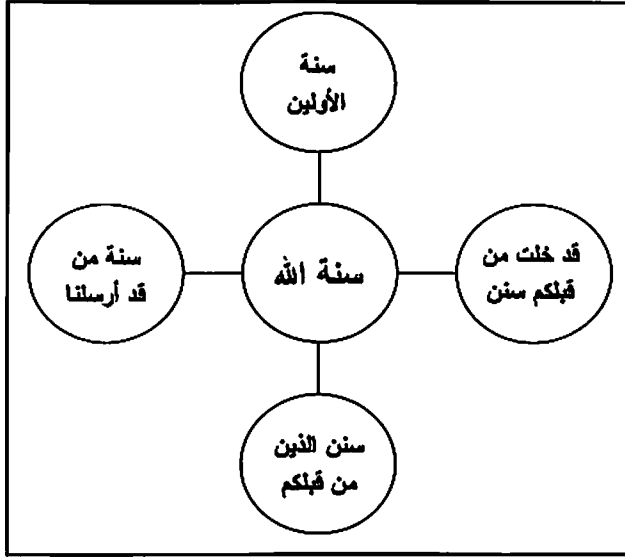 سنة
الأولين
قد خلت من
قبلكم سنن
سنة الله
سنة من
قد أرسلنا
سنن الذين
من قبلكم